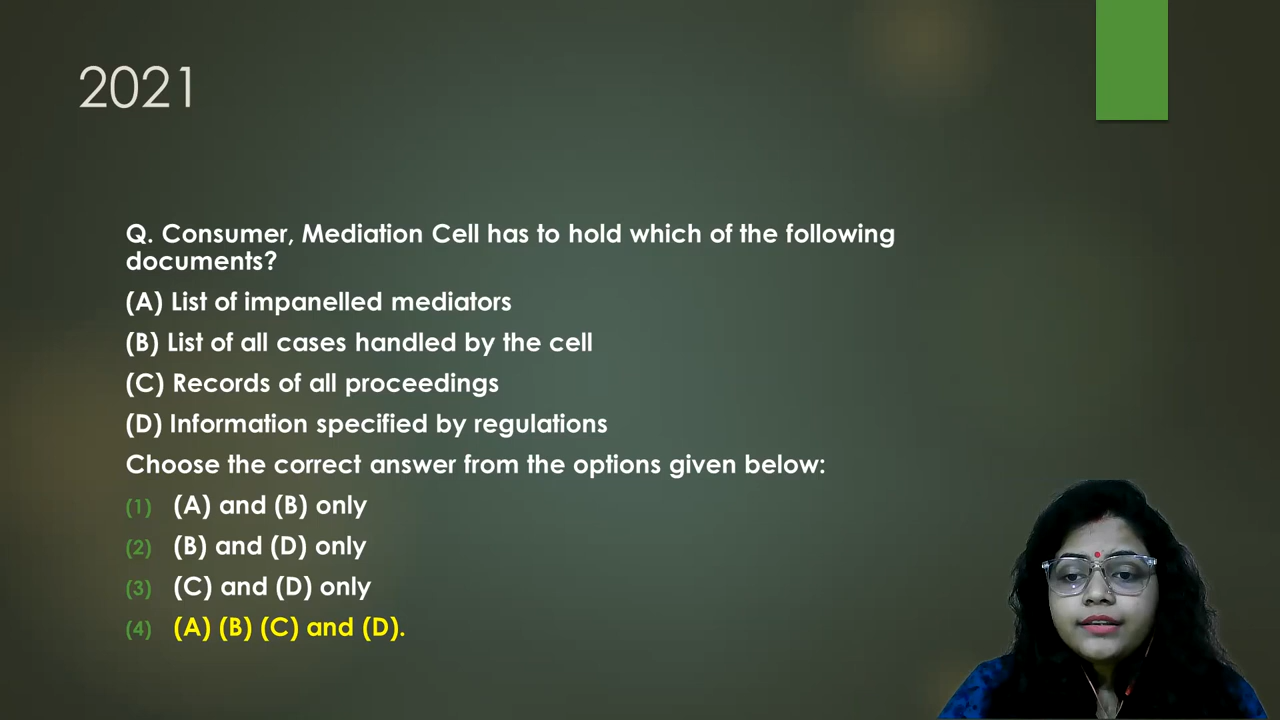 2021
Q. Consumer, Mediation Cell has to hold which of the following
documents?
(A) List of impanelled mediators
(B) List of all cases handled by the cell
(C) Records of all proceedings
(D) Information specified by regulations
Choose the correct answer from the options given below:
(1) (A) and (B) only
(2) (B) and (D) only
(3) (C) and (D) only
(4) (A) (B) (C) and (D).